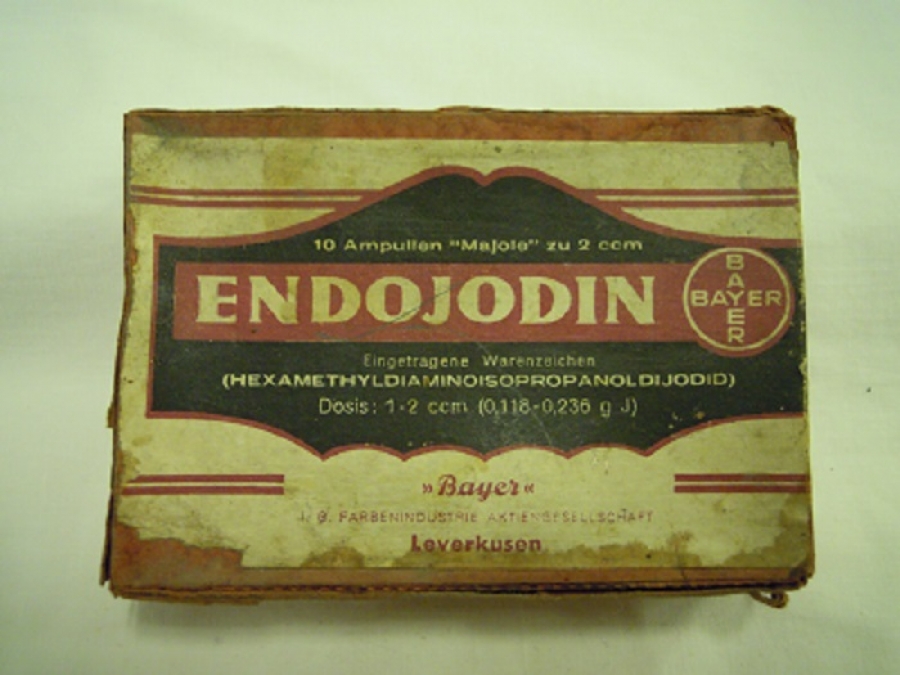 10 Ampullen "Majole" zu 2 ccm
ENDOJODIN
BAYER
BAYER
Eingetragene Warenzeichen
(HEXAMETHYLDIAMINOISOPROPANOLDIJODID)
Dosis: 1-2 ccm (0,118-0,236 g J)
»Bayer«
I. G. FARBENINDUSTRIE AKTIENGESELLSCHAFT
Leverkusen